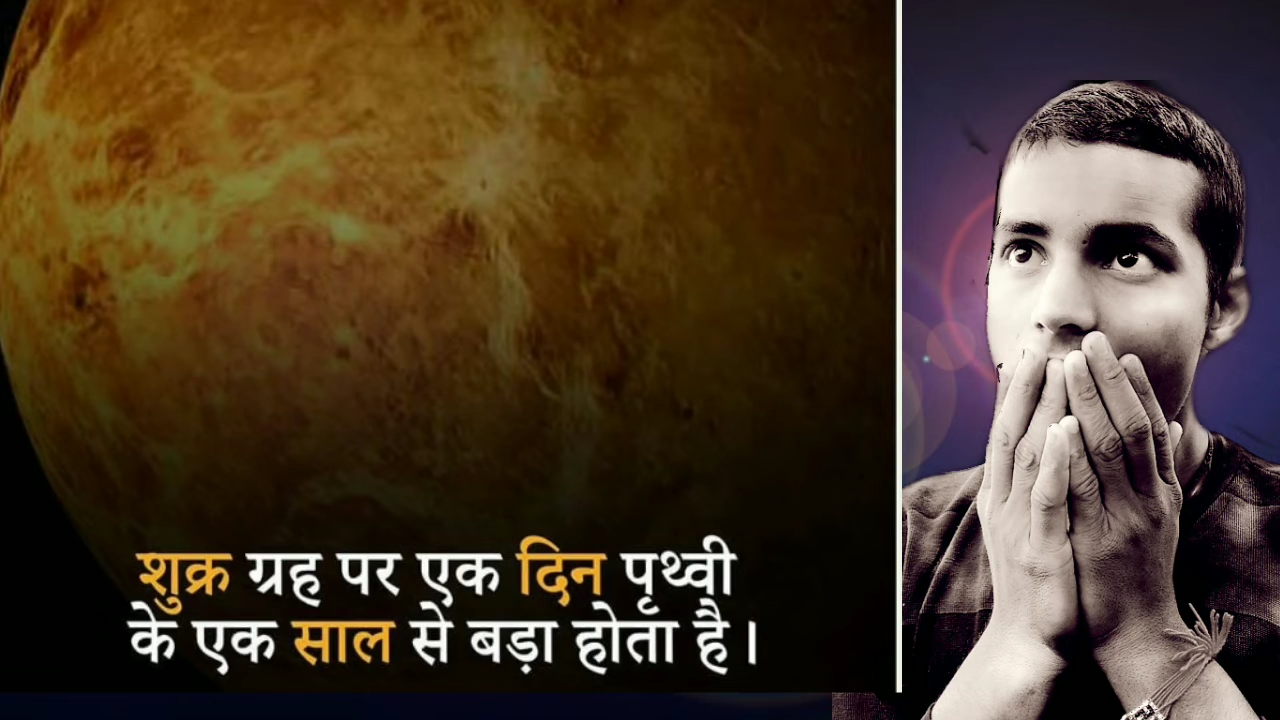 शुक्र ग्रह पर एक दिन पृथ्वी
के एक साल से बड़ा होता है।